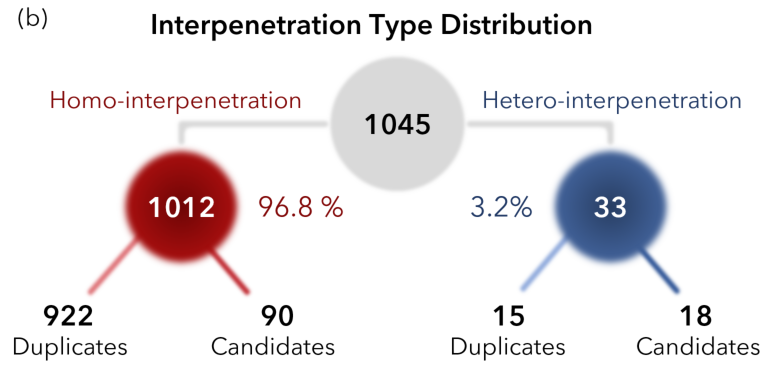 (b)
Interpenetration Type Distribution
Homo-interpenetration
1045
Hetero-interpenetration
1012
96.8 %
3.2%
33
922
Duplicates
90
Candidates
15
Duplicates
18
Candidates